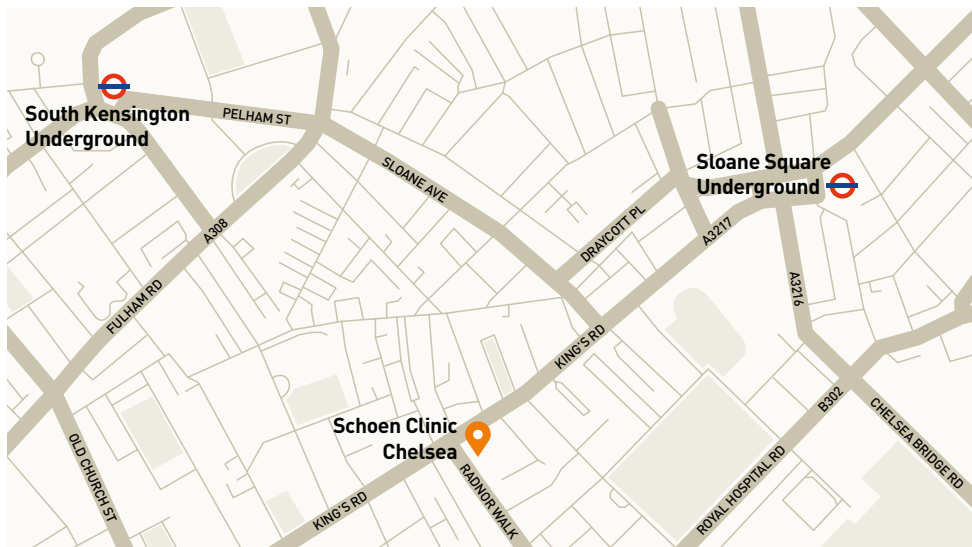 South Kensington
Underground
PELHAM ST
SLOANE AVE
Sloane Square
Underground
A308
DRAYCOTT PL
A3217
FULHAM RD
A3216
KING'S RD
B302
CHELSEA BRIDGE RD
Schoen Clinic
Chelsea
OLD CHURCH ST
RADNOR WALK
KING'S RD
ROYAL HOSPITAL RD